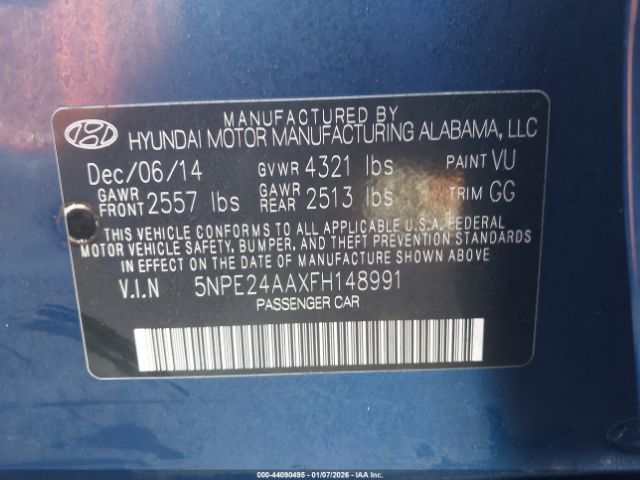 MANUFACTURED BY
HYUNDAI MOTOR MANUFACTURING ALABAMA, LLC
Dec/06/14 GVWR 4321 lbs PAINT VU
GAWR FRONT 2557 lbs GAWR REAR 2513 lbs TRIM GG
THIS VEHICLE CONFORMS TO ALL APPLICABLE U.S.A. FEDERAL
MOTOR VEHICLE SAFETY, BUMPER, AND THEFT PREVENTION
STANDARDS IN EFFECT ON THE DATE OF MANUFACTURE SHOWN ABOVE
V.I.N 5NPE24AAXFH148991
PASSENGER CAR
000-44090495 - 01/07/2026 - IAAI.COM